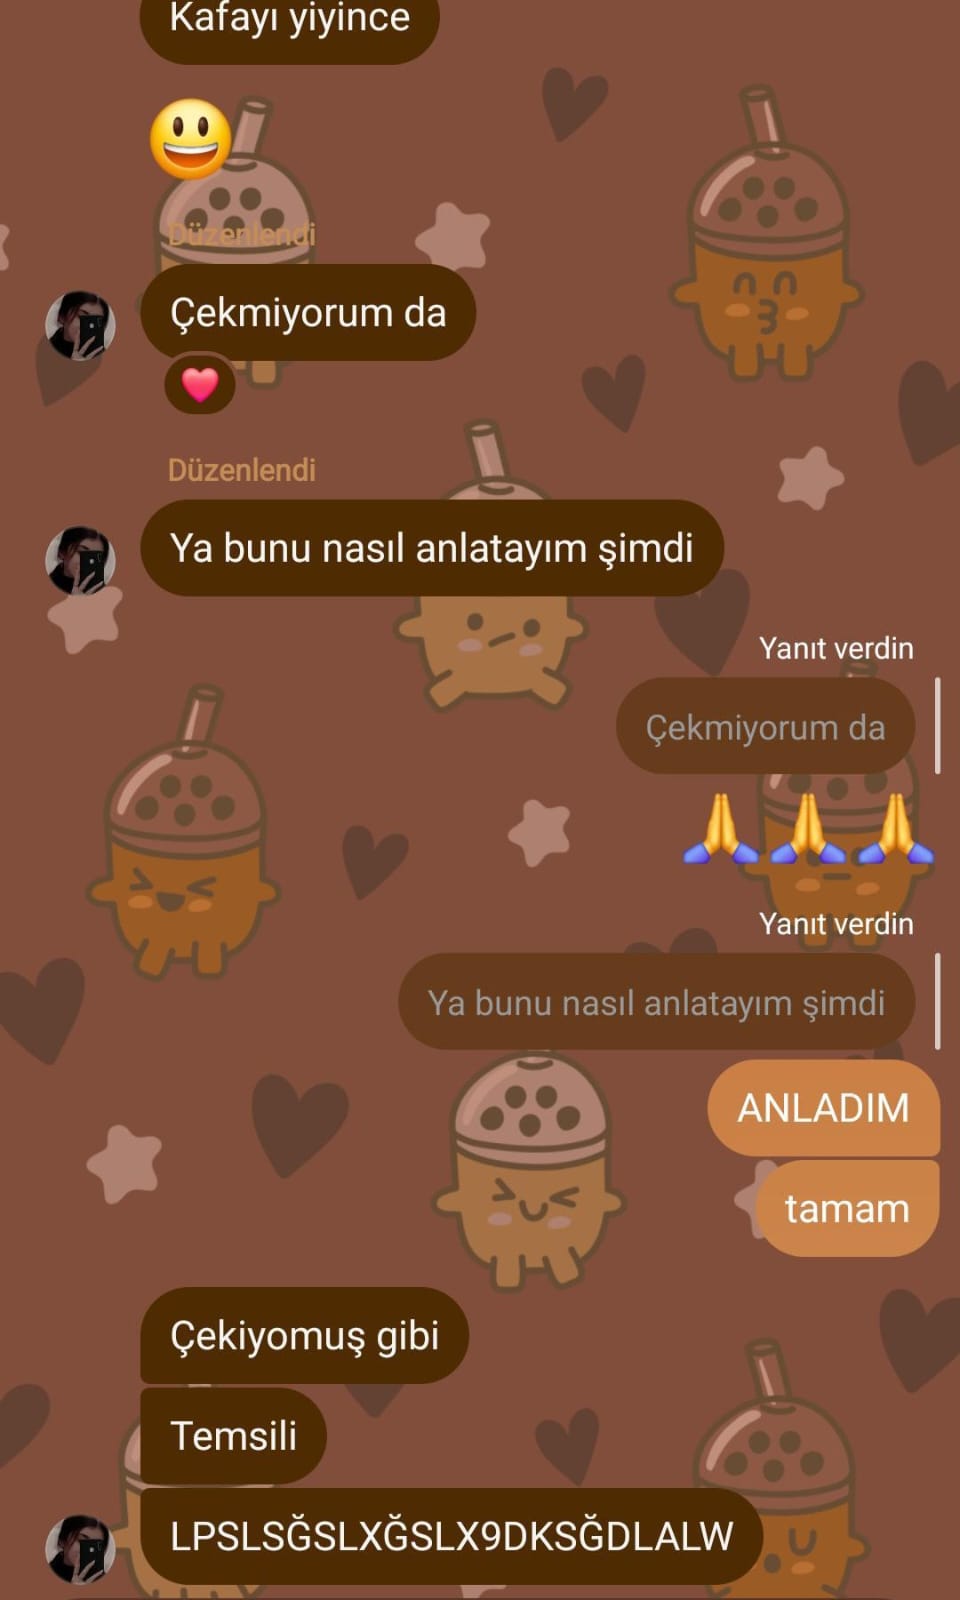 Kafayı yiyince
😃
Düzenlendi
Çekmiyorum da
Düzenlendi
Ya bunu nasıl anlatayım şimdi
Yanıt verdin
Çekmiyorum da
🙏🙏🙏
Yanıt verdin
Ya bunu nasıl anlatayım şimdi
ANLADIM
tamam
Çekiyomuş gibi
Temsili
LPSLSĞSLXĞSLX9DKSĞDLALW